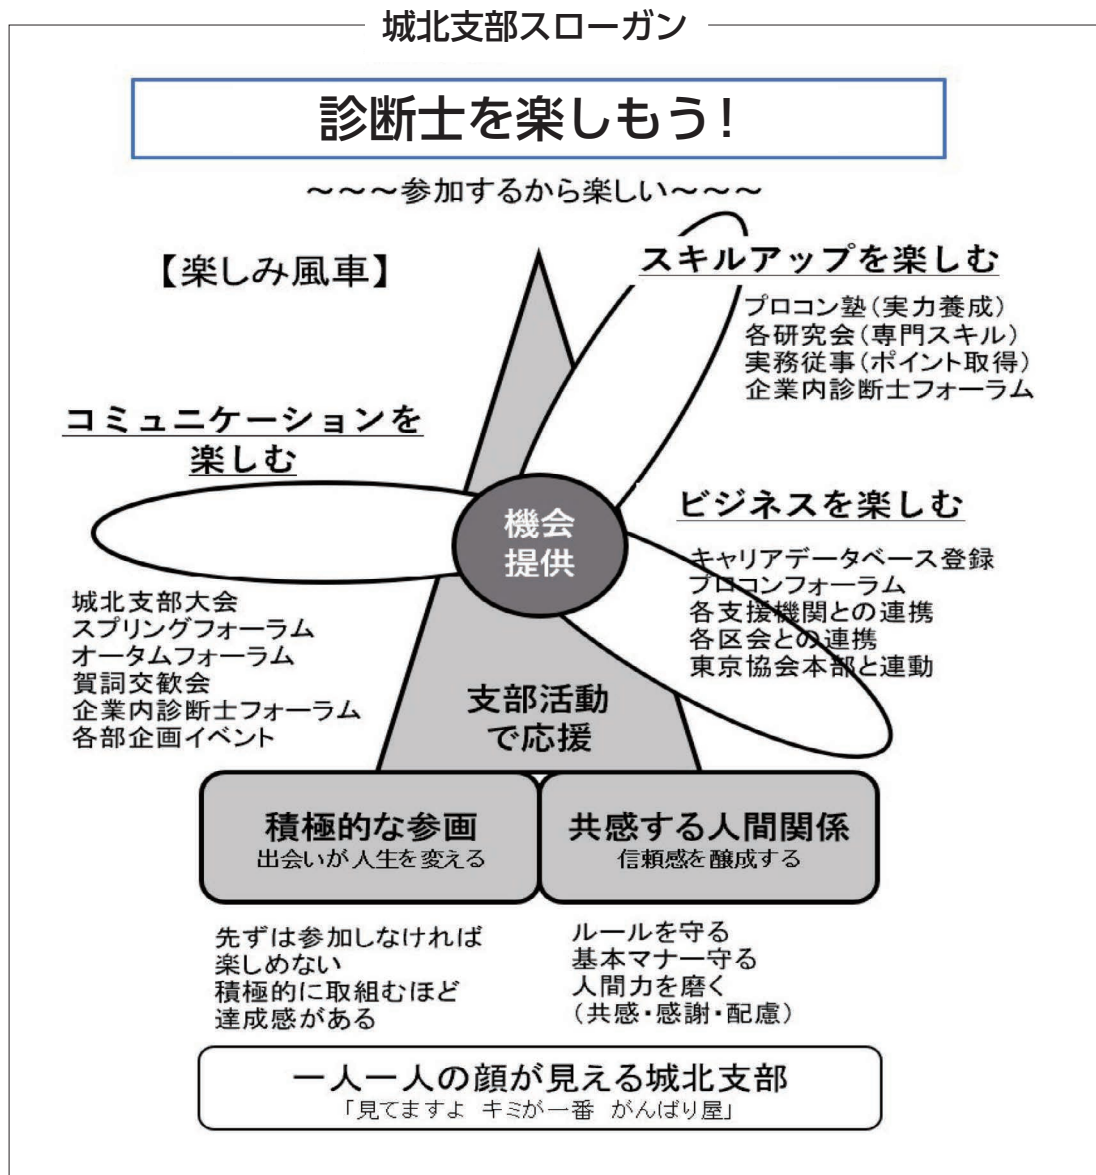 城北支部スローガン
診断士を楽しもう!
～～～参加するから楽しい～～～
【楽しみ風車】
スキルアップを楽しむ
プロコン塾(実力養成)
各研究会(専門スキル)
実務従事(ポイント取得)
企業内診断士フォーラム
コミュニケーションを
楽しむ
城北支部大会
スプリングフォーラム
オータムフォーラム
賀詞交歓会
企業内診断士フォーラム
各部企画イベント
機会
提供
ビジネスを楽しむ
キャリアデータベース登録
プロコンフォーラム
各支援機関との連携
各区会との連携
東京協会本部と連動
支部活動
で応援
積極的な参画
出会いが人生を変える
共感する人間関係
信頼感を醸成する
先ずは参加しなければ
楽しめない
積極的に取組むほど
達成感がある
ルールを守る
基本マナー守る
人間力を磨く
(共感・感謝・配慮)
一人一人の顔が見える城北支部
「見てますよ キミが一番 がんばり屋」